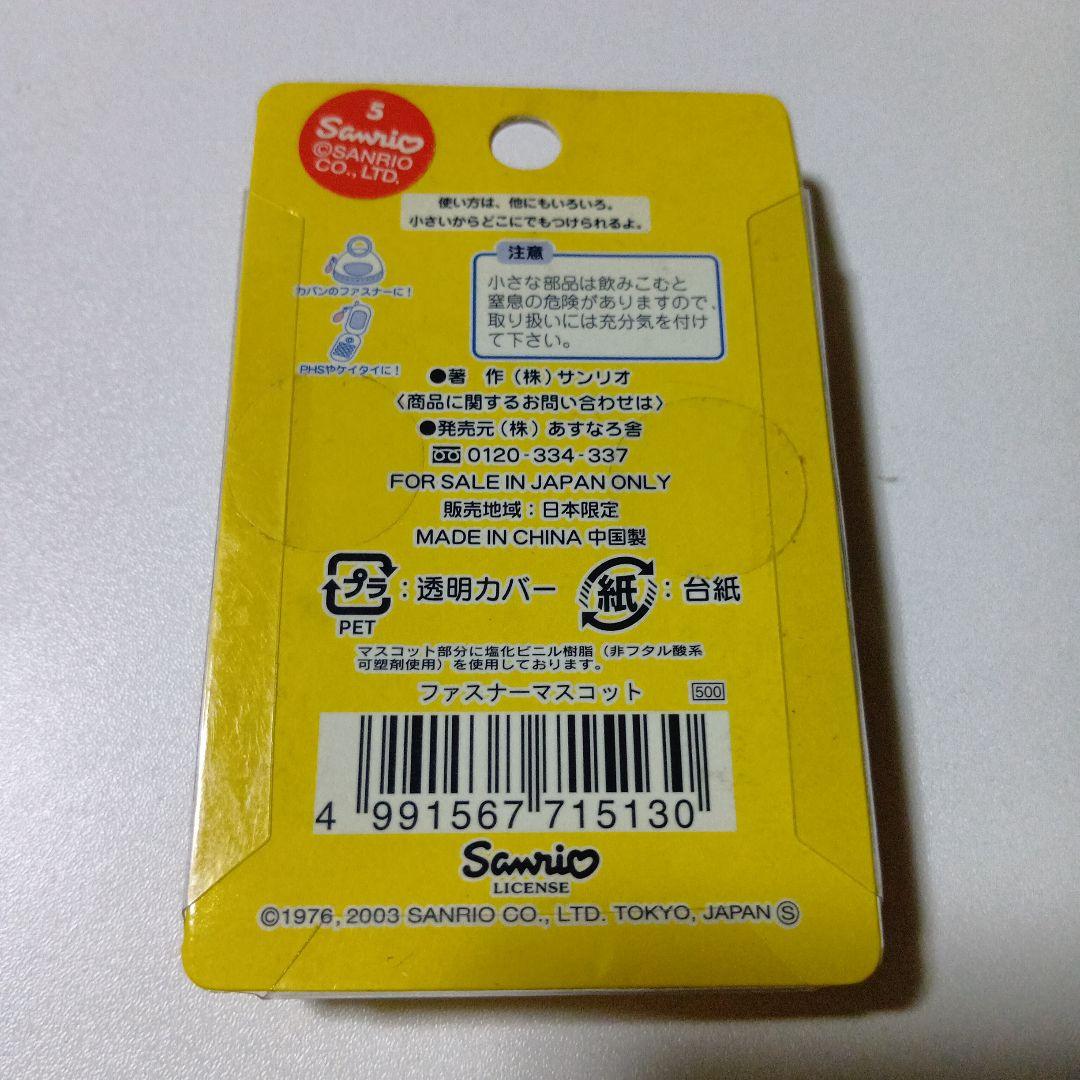 5
Sanrio
©SANRIO
CO., LTD.
使い方は、他にもいろいろ。
小さいからどこにでもつけられるよ。
カバンのファスナーに!
PHSやケイタイに!
注意
小さな部品は飲みこむと
窒息の危険がありますので、
取り扱いには充分気を付け
て下さい。
●著 作(株)サンリオ
〈商品に関するお問い合わせは〉
●発売元(株)あすなろ舎
0120-334-337
FOR SALE IN JAPAN ONLY
販売地域:日本限定
MADE IN CHINA 中国製
プラ:透明カバー 紙:台紙
PET
マスコット部分に塩化ビニル樹脂(非フタル酸系
可塑剤使用)を使用しております。
ファスナーマスコット 500
4 991567 715130
Sanrio
LICENSE
©1976, 2003 SANRIO CO., LTD. TOKYO, JAPAN Ⓢ